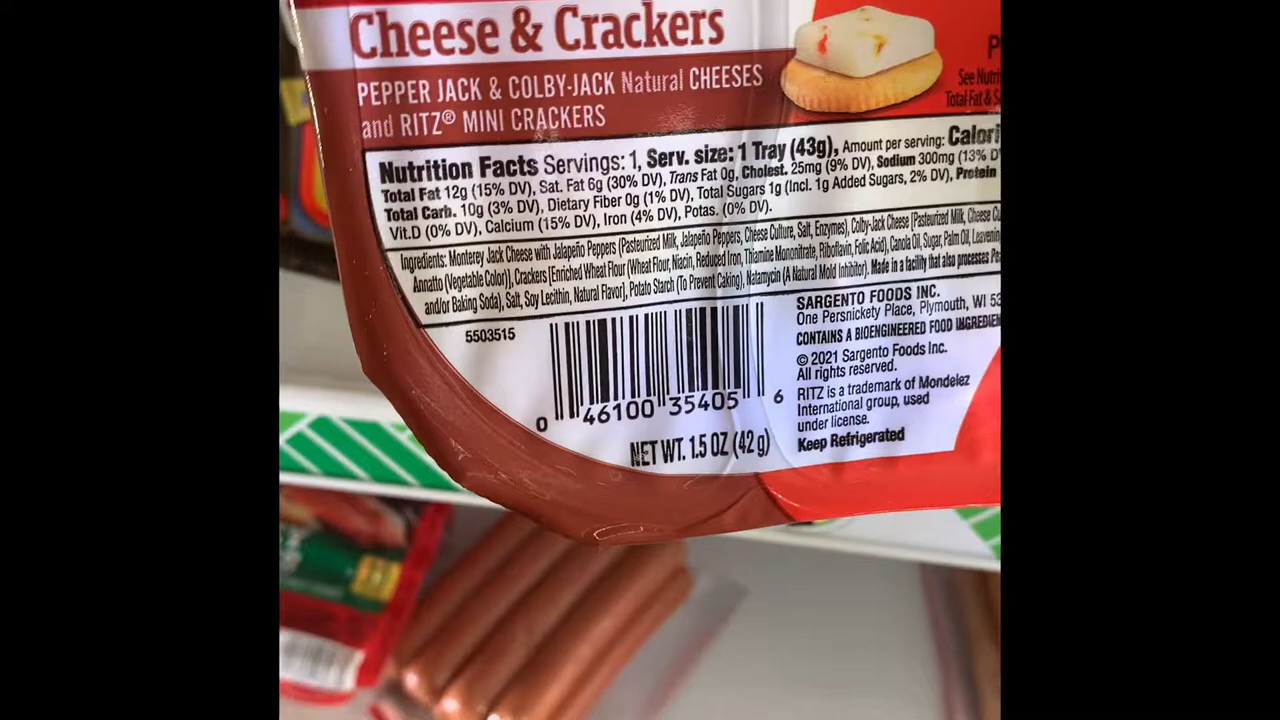 Cheese & Crackers
PEPPER JACK & COLBY-JACK Natural CHEESES
and RITZ® MINI CRACKERS
P
See Nutri
Total Fat & S
Nutrition Facts Servings: 1, Serv. size: 1 Tray (43g), Amount per serving: Calori
Total Fat 12g (15% DV), Sat. Fat 6g (30% DV), Trans Fat 0g, Cholest. 25mg (9% DV), Sodium 300mg (13% D
Total Carb. 10g (3% DV), Dietary Fiber 0g (1% DV), Total Sugars 1g (Incl. 1g Added Sugars, 2% DV), Protein
Vit.D (0% DV), Calcium (15% DV), Iron (4% DV), Potas. (0% DV).
Ingredients: Monterey Jack Cheese with Jalapeño Peppers (Pasteurized Milk, Jalapeño Peppers, Cheese Culture, Salt, Enzymes), Colby-Jack Cheese [Pasteurized Milk, Cheese Cu
Annatto (Vegetable Color)], Crackers [Enriched Wheat Flour (Wheat Flour, Niacin, Reduced Iron, Thiamine Mononitrate, Riboflavin, Folic Acid), Canola Oil, Sugar, Palm Oil, Leavenin
and/or Baking Soda), Salt, Soy Lecithin, Natural Flavor], Potato Starch (To Prevent Caking), Natamycin (A Natural Mold Inhibitor). Made in a facility that also processes Pe
5503515
0 46100 35405 6
NET WT. 1.5 OZ (42 g)
SARGENTO FOODS INC.
One Persnickety Place, Plymouth, WI 53
CONTAINS A BIOENGINEERED FOOD INGREDIEN
© 2021 Sargento Foods Inc.
All rights reserved.
RITZ is a trademark of Mondelez
International group, used
under license.
Keep Refrigerated